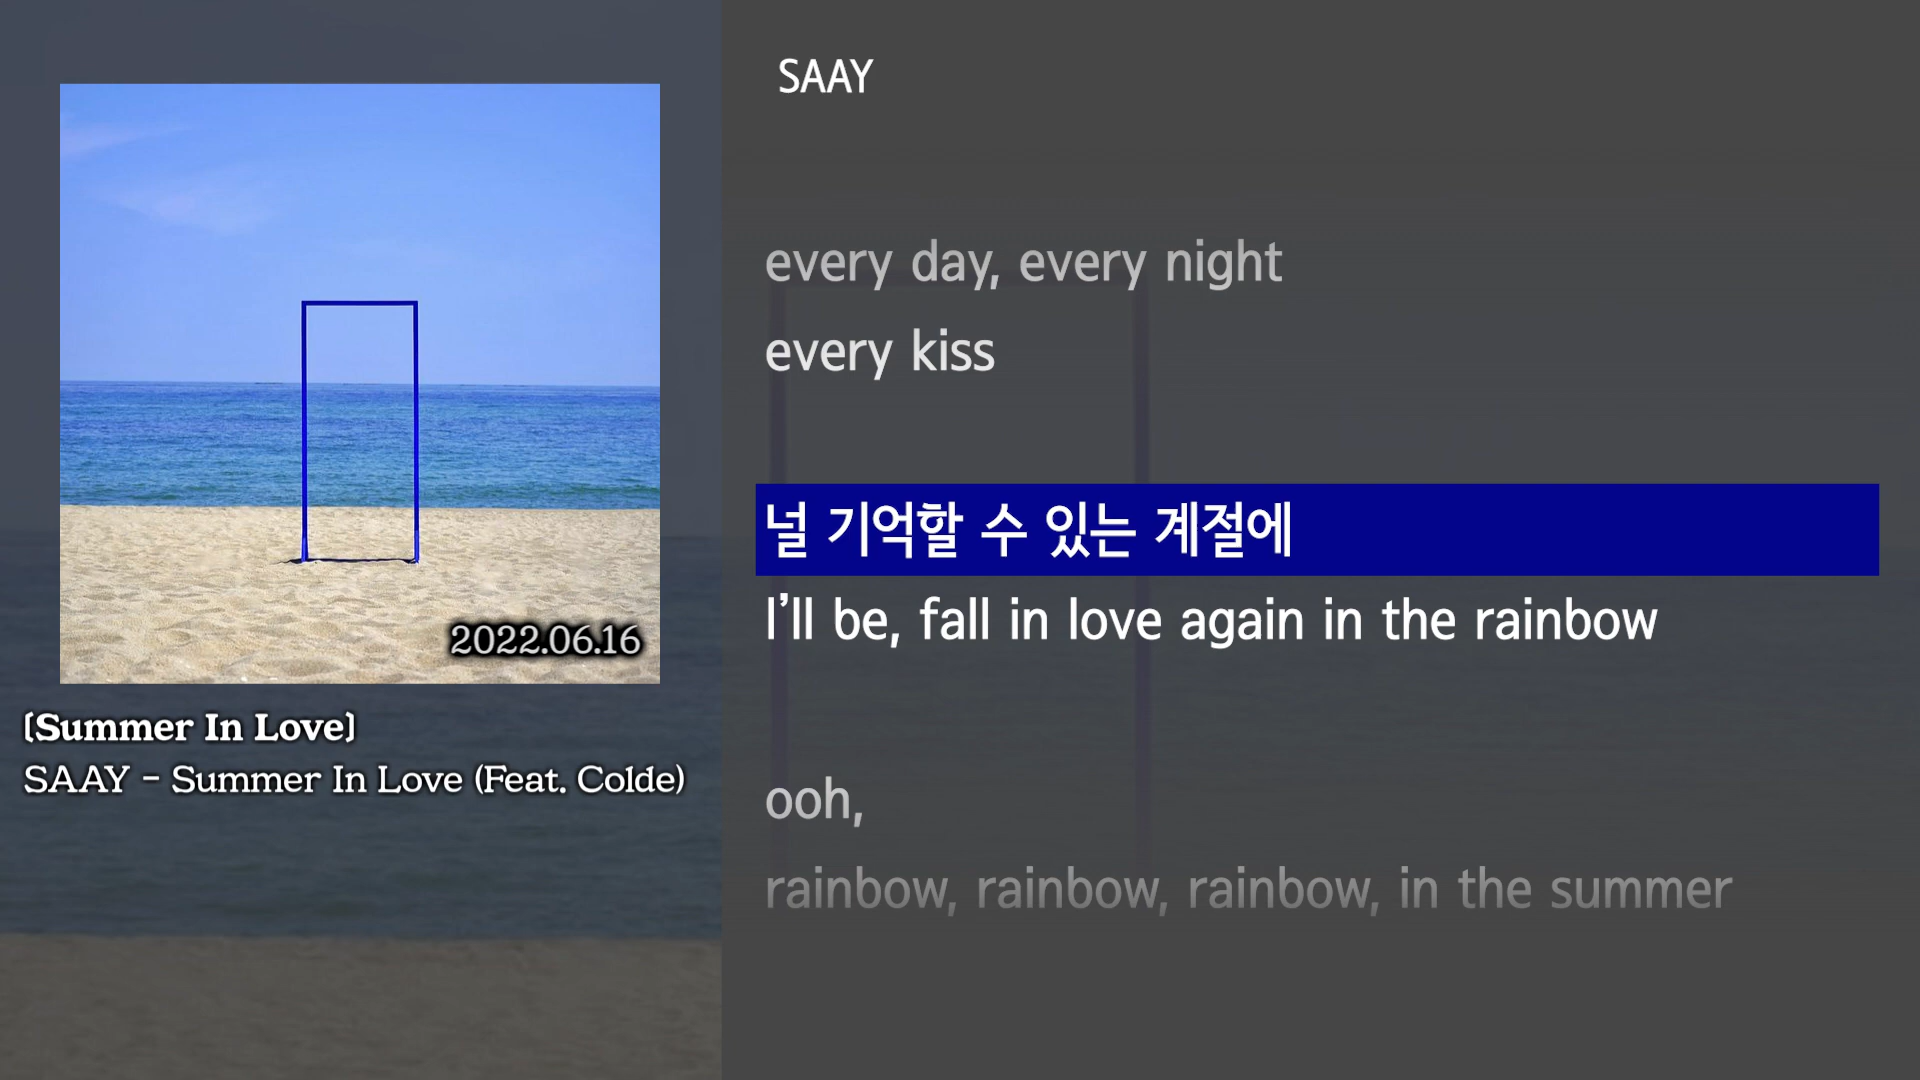 2022.06.16
[Summer In Love]
SAAY - Summer In Love (Feat. Colde)
SAAY
every day, every night
every kiss
널 기억할 수 있는 계절에
I’ll be, fall in love again in the rainbow
ooh,
rainbow, rainbow, rainbow, in the summer